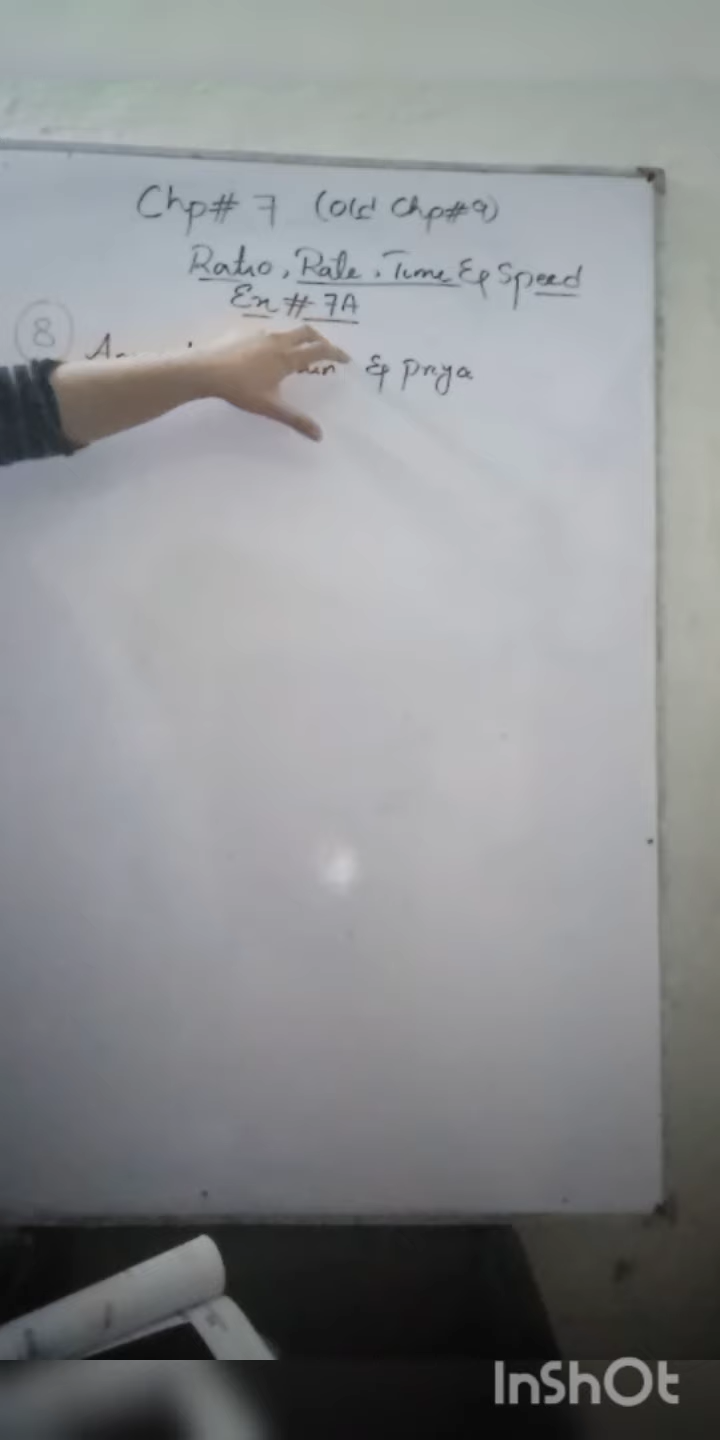 Chp# 7 (Old Chp#9)
Ratio, Rate, Time & Speed
Ex # 7A
8
& Priya
InShOt